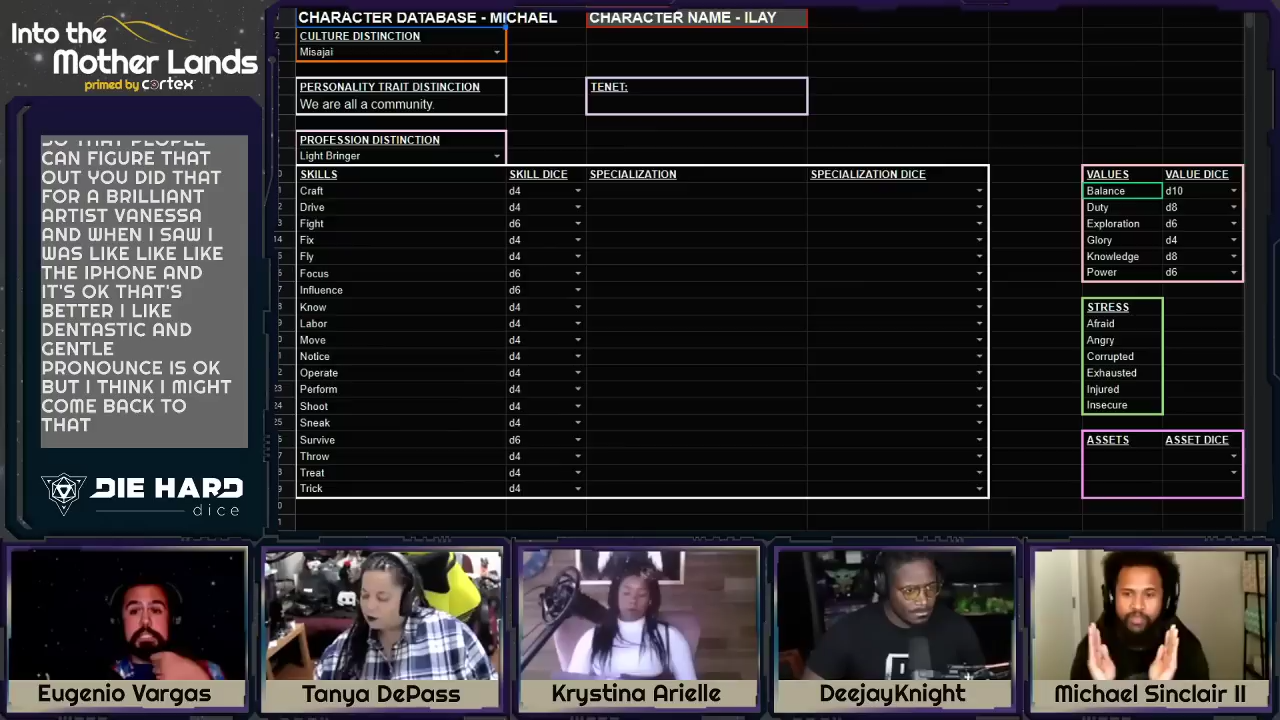 Into the
Mother Lands
primed by cortex
SO THAT PEOPLE
CAN FIGURE THAT
OUT YOU DID THAT
FOR A BRILLIANT
ARTIST VANESSA
AND WHEN I SAW I
WAS LIKE LIKE LIKE
THE IPHONE AND
IT'S OK THAT'S
BETTER I LIKE
DENTASTIC AND
GENTLE
PRONOUNCE IS OK
BUT I THINK I MIGHT
COME BACK TO
THAT
DIE HARD
dice
CHARACTER DATABASE - MICHAEL
CHARACTER NAME - ILAY
CULTURE DISTINCTION
Misajai
PERSONALITY TRAIT DISTINCTION
We are all a community.
TENET:
PROFESSION DISTINCTION
Light Bringer
SKILLS SKILL DICE SPECIALIZATION SPECIALIZATION DICE
Craft d4
Drive d4
Fight d6
Fix d4
Fly d4
Focus d6
Influence d6
Know d4
Labor d4
Move d4
Notice d4
Operate d4
Perform d4
Shoot d4
Sneak d4
Survive d6
Throw d4
Treat d4
Trick d4
VALUES VALUE DICE
Balance d10
Duty d8
Exploration d6
Glory d4
Knowledge d8
Power d6
STRESS
Afraid
Angry
Corrupted
Exhausted
Injured
Insecure
ASSETS ASSET DICE
Eugenio Vargas
Tanya DePass
Krystina Arielle
DeejayKnight
Michael Sinclair II